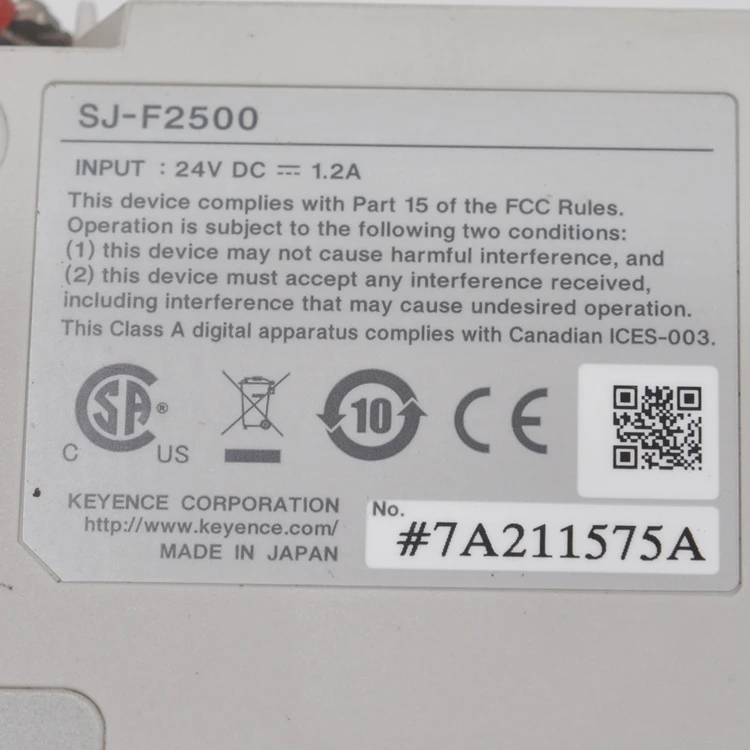 SJ-F2500
INPUT : 24V DC ⎓ 1.2A
This device complies with Part 15 of the FCC Rules.
Operation is subject to the following two conditions:
(1) this device may not cause harmful interference, and
(2) this device must accept any interference received,
including interference that may cause undesired operation.
This Class A digital apparatus complies with Canadian ICES-003.
SA ®
C US
10
CE
KEYENCE CORPORATION
http://www.keyence.com/
MADE IN JAPAN
No.
#7A211575A